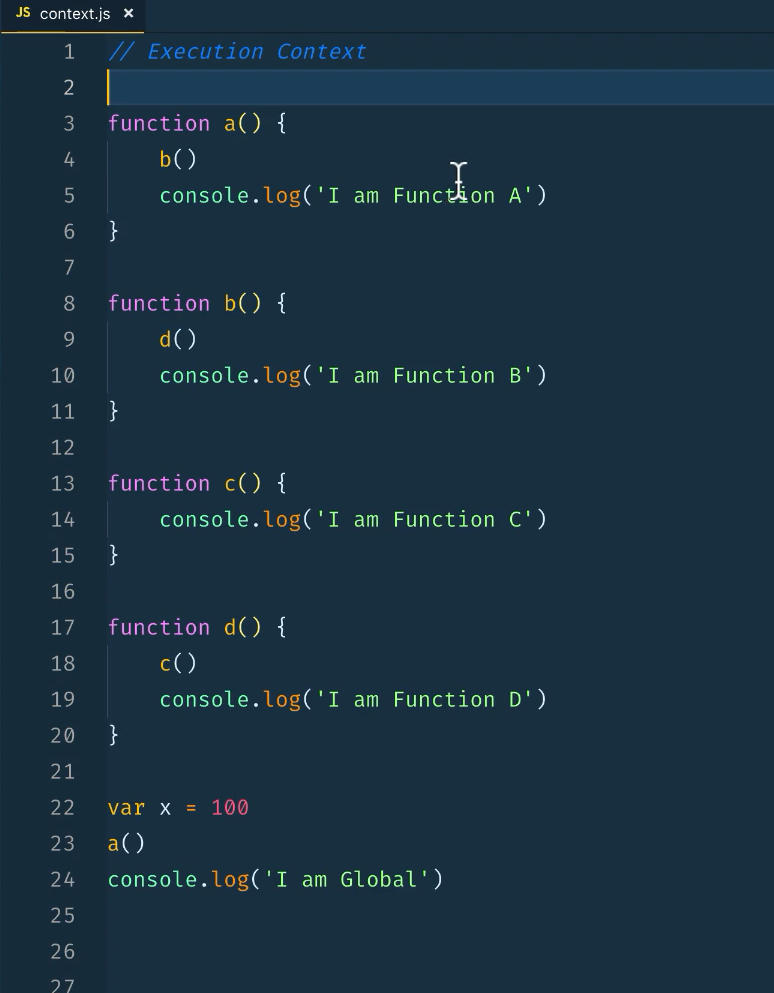 JS context.js ×
1 // Execution Context
2
3 function a() {
4     b()
5     console.log('I am Function A')
6 }
7
8 function b() {
9     d()
10     console.log('I am Function B')
11 }
12
13 function c() {
14     console.log('I am Function C')
15 }
16
17 function d() {
18     c()
19     console.log('I am Function D')
20 }
21
22 var x = 100
23 a()
24 console.log('I am Global')
25
26
27